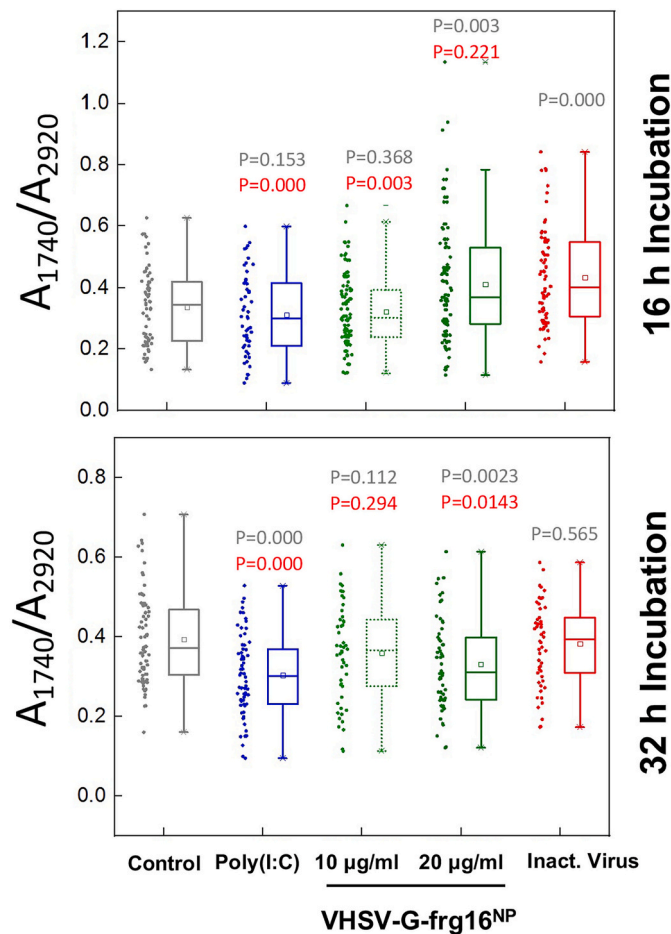 A1740/A2920
1.2
1.0
0.8
0.6
0.4
0.2
0.0
P=0.153
P=0.000
P=0.368
P=0.003
P=0.003
P=0.221
P=0.000
16 h Incubation
A1740/A2920
0.8
0.6
0.4
0.2
0.0
P=0.000
P=0.000
P=0.112
P=0.294
P=0.0023
P=0.0143
P=0.565
32 h Incubation
Control Poly(I:C) 10 µg/ml 20 µg/ml Inact. Virus
VHSV-G-frg16NP